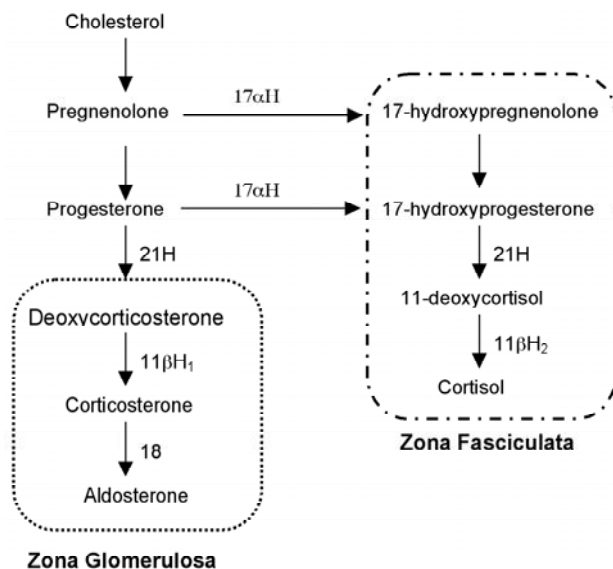 Cholesterol
17αH
Pregnenolone
17-hydroxypregnenolone
17αH
Progesterone
17-hydroxyprogesterone
21H
21H
Deoxycorticosterone
11-deoxycortisol
11βH₁
11βH₂
Corticosterone
Cortisol
18
Zona Fasciculata
Aldosterone
Zona Glomerulosa